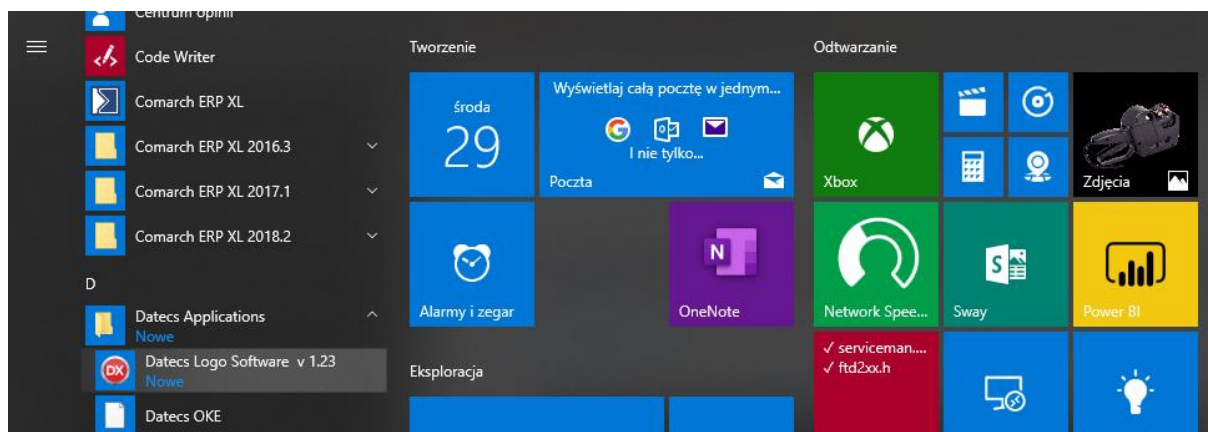 Centrum opinii
Code Writer
Comarch ERP XL
Comarch ERP XL 2016.3
Comarch ERP XL 2017.1
Comarch ERP XL 2018.2
D
Datecs Applications
Nowe
DX
Datecs Logo Software v 1.23
Nowe
Datecs OKE
Tworzenie
środa
29
Wyświetlaj całą pocztę w jednym...
I nie tylko...
Poczta
Alarmy i zegar
N
OneNote
Eksploracja
Odtwarzanie
Xbox
Zdjęcia
Network Spee...
S
Sway
Power BI
✓ serviceman....
✓ ftd2xx.h